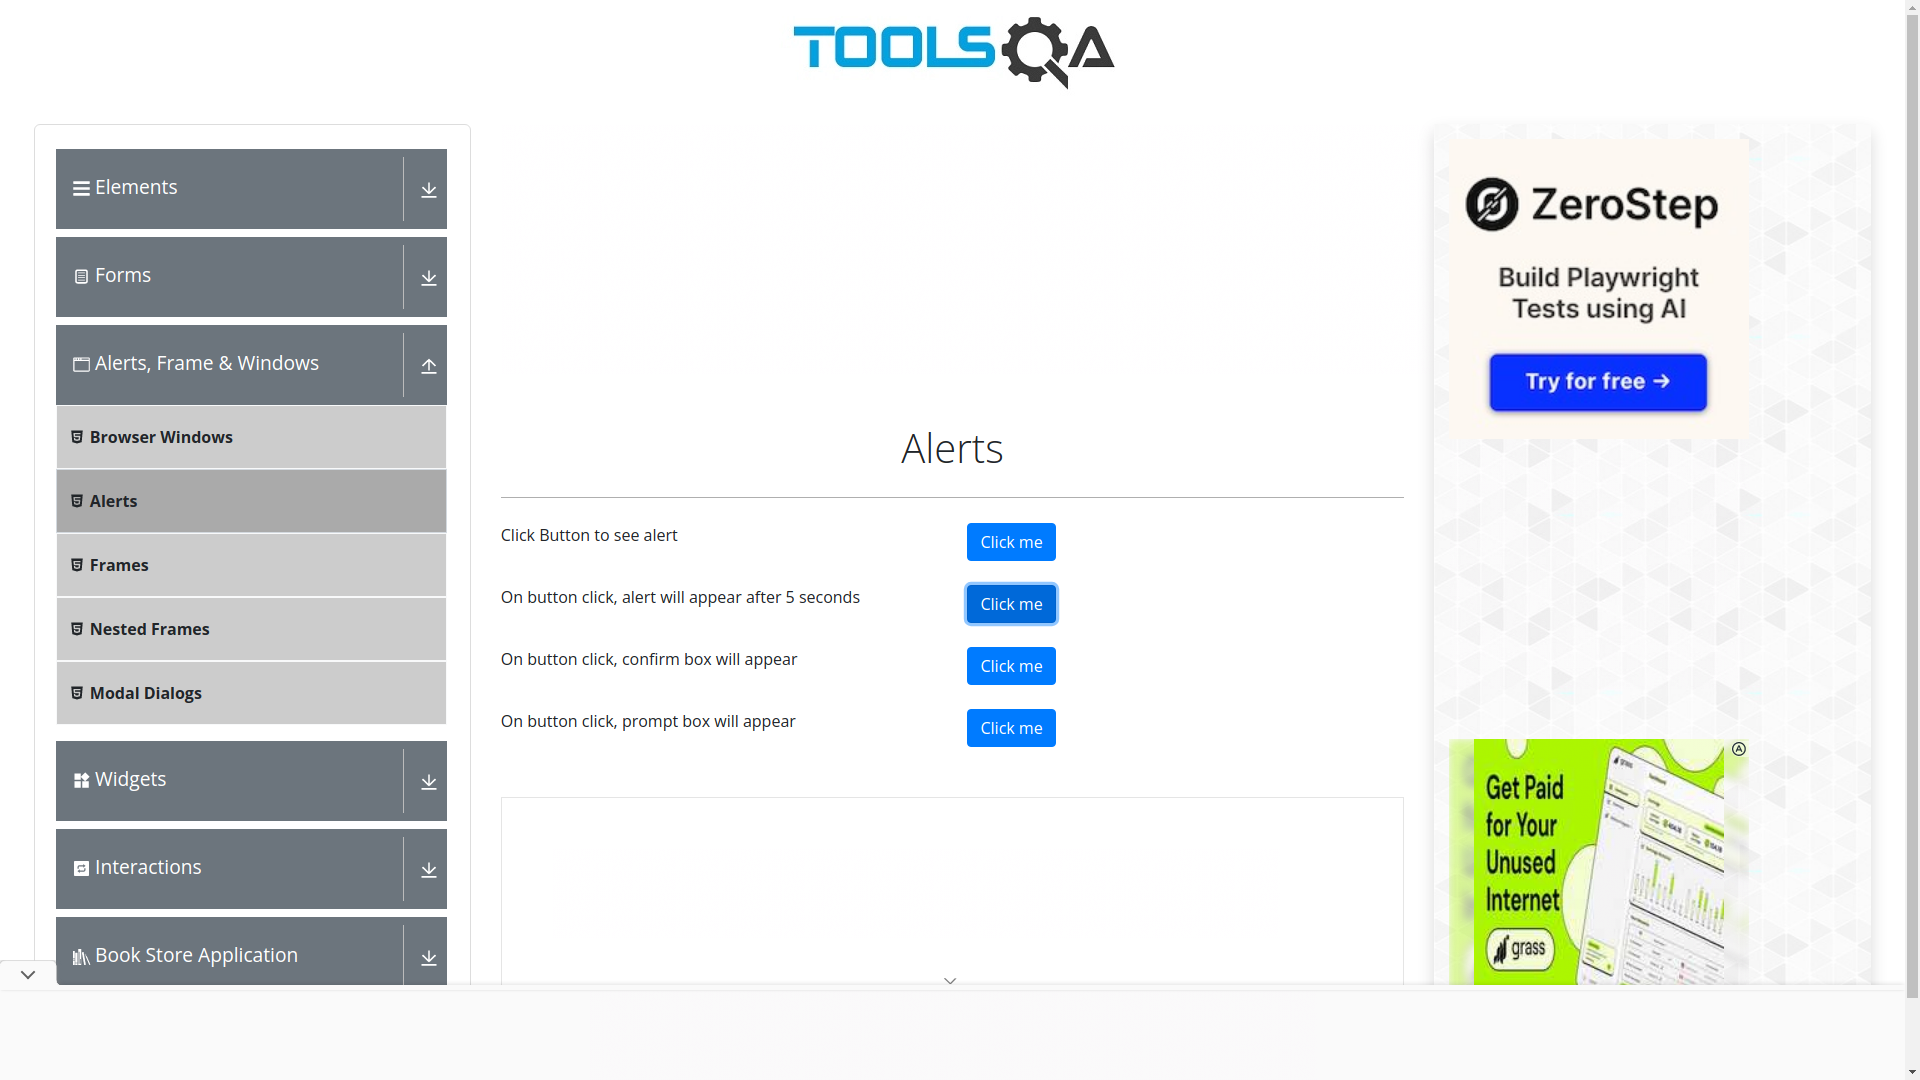 TOOLSQA
Elements
Forms
Alerts, Frame & Windows
Browser Windows
Alerts
Frames
Nested Frames
Modal Dialogs
Widgets
Interactions
Book Store Application
Alerts
Click Button to see alert
Click me
On button click, alert will appear after 5 seconds
Click me
On button click, confirm box will appear
Click me
On button click, prompt box will appear
Click me
ZeroStep
Build Playwright
Tests using AI
Try for free →
Get Paid
for Your
Unused
Internet
grass